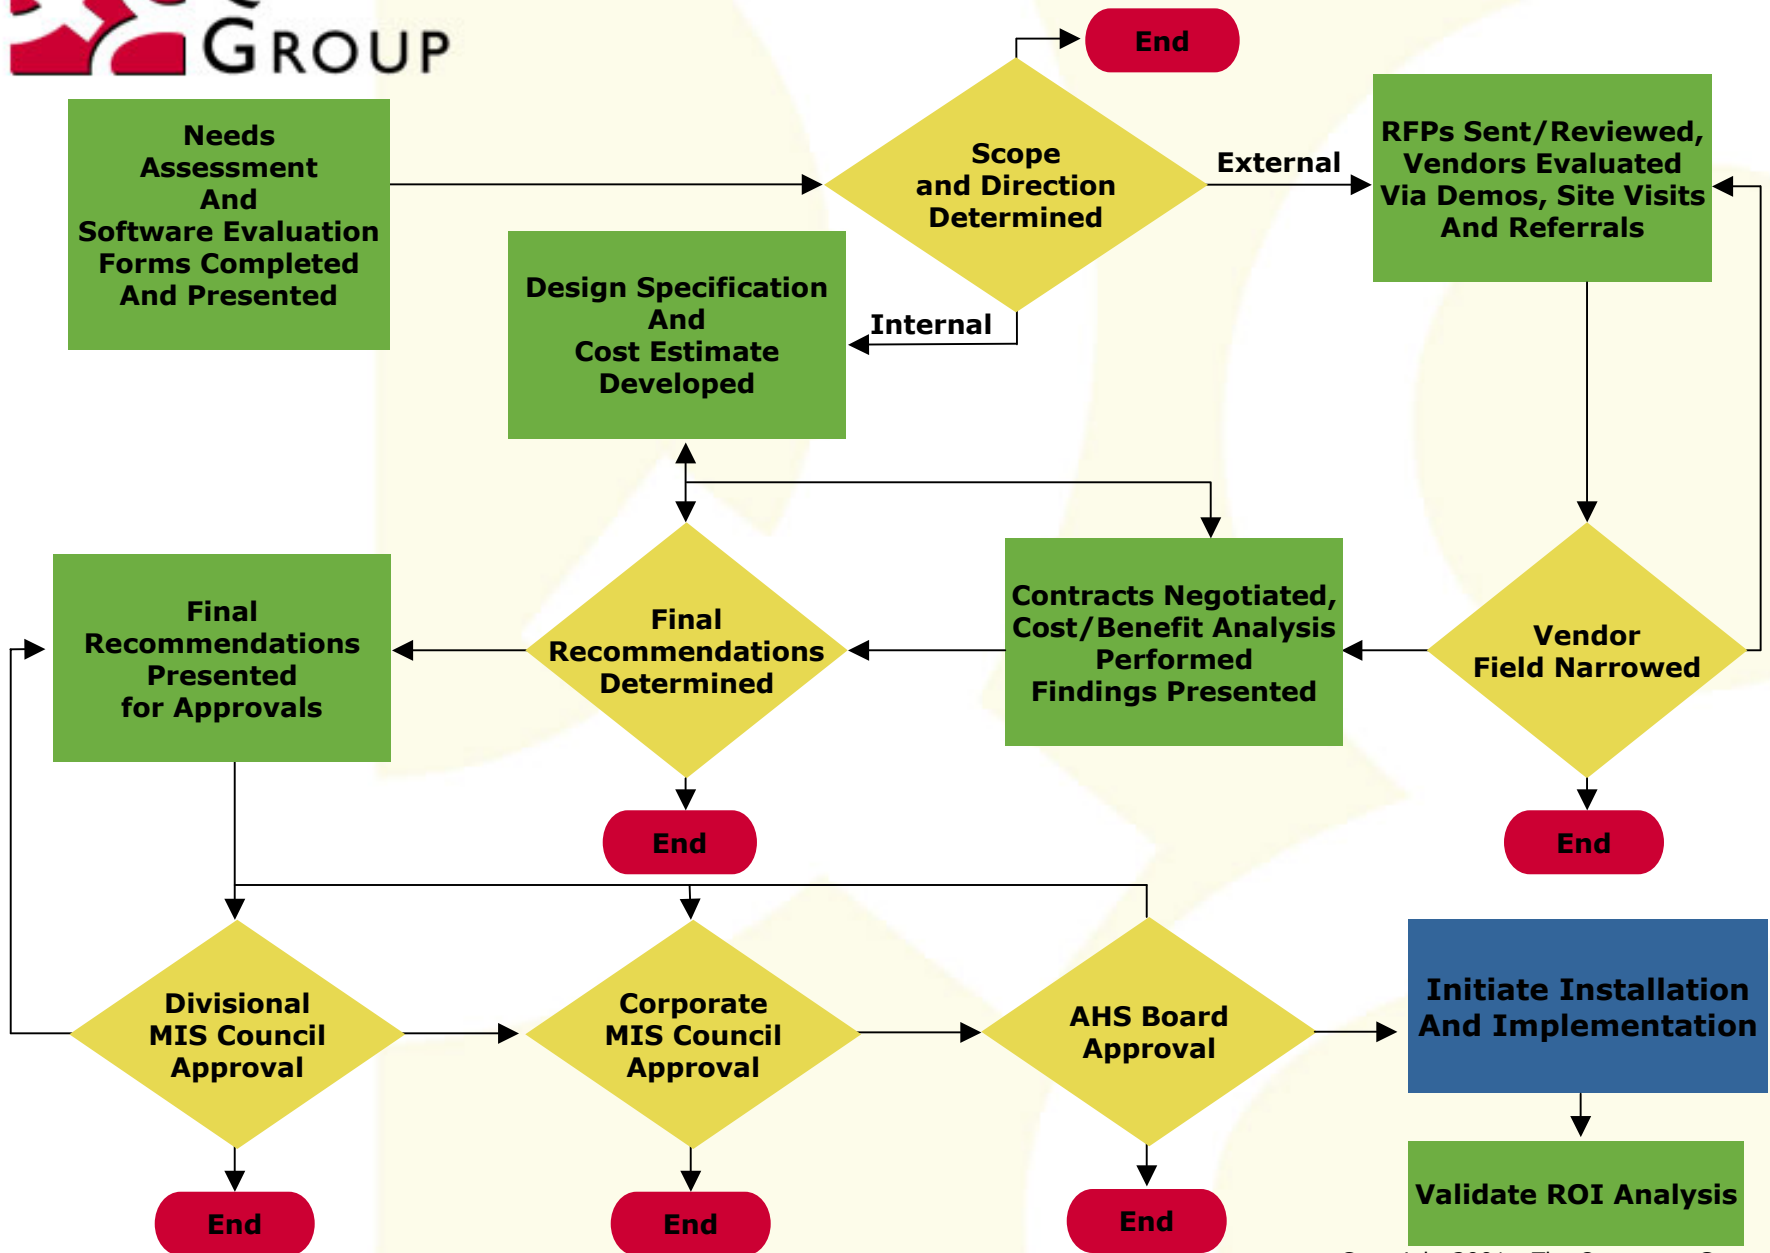 GROUP
End
Needs
Assessment
And
Software Evaluation
Forms Completed
And Presented
Scope
and Direction
Determined
External
RFPs Sent/Reviewed,
Vendors Evaluated
Via Demos, Site Visits
And Referrals
Design Specification
And
Cost Estimate
Developed
Internal
Final
Recommendations
Presented
for Approvals
Final
Recommendations
Determined
Contracts Negotiated,
Cost/Benefit Analysis
Performed
Findings Presented
Vendor
Field Narrowed
End
End
Divisional
MIS Council
Approval
Corporate
MIS Council
Approval
AHS Board
Approval
Initiate Installation
And Implementation
Validate ROI Analysis
End
End
End